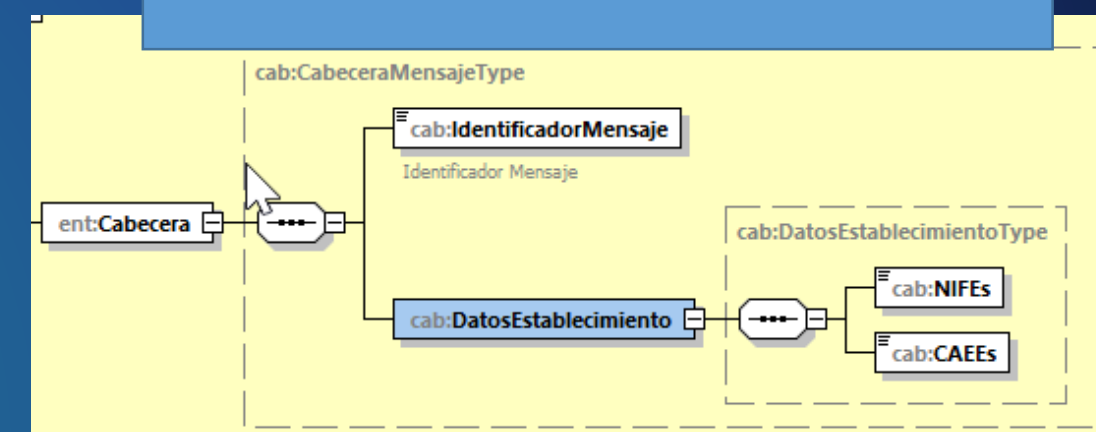 cab:CabeceraMensajeType
cab:IdentificadorMensaje
Identificador Mensaje
ent:Cabecera
cab:DatosEstablecimientoType
cab:NIFEs
cab:DatosEstablecimiento
cab:CAEEs